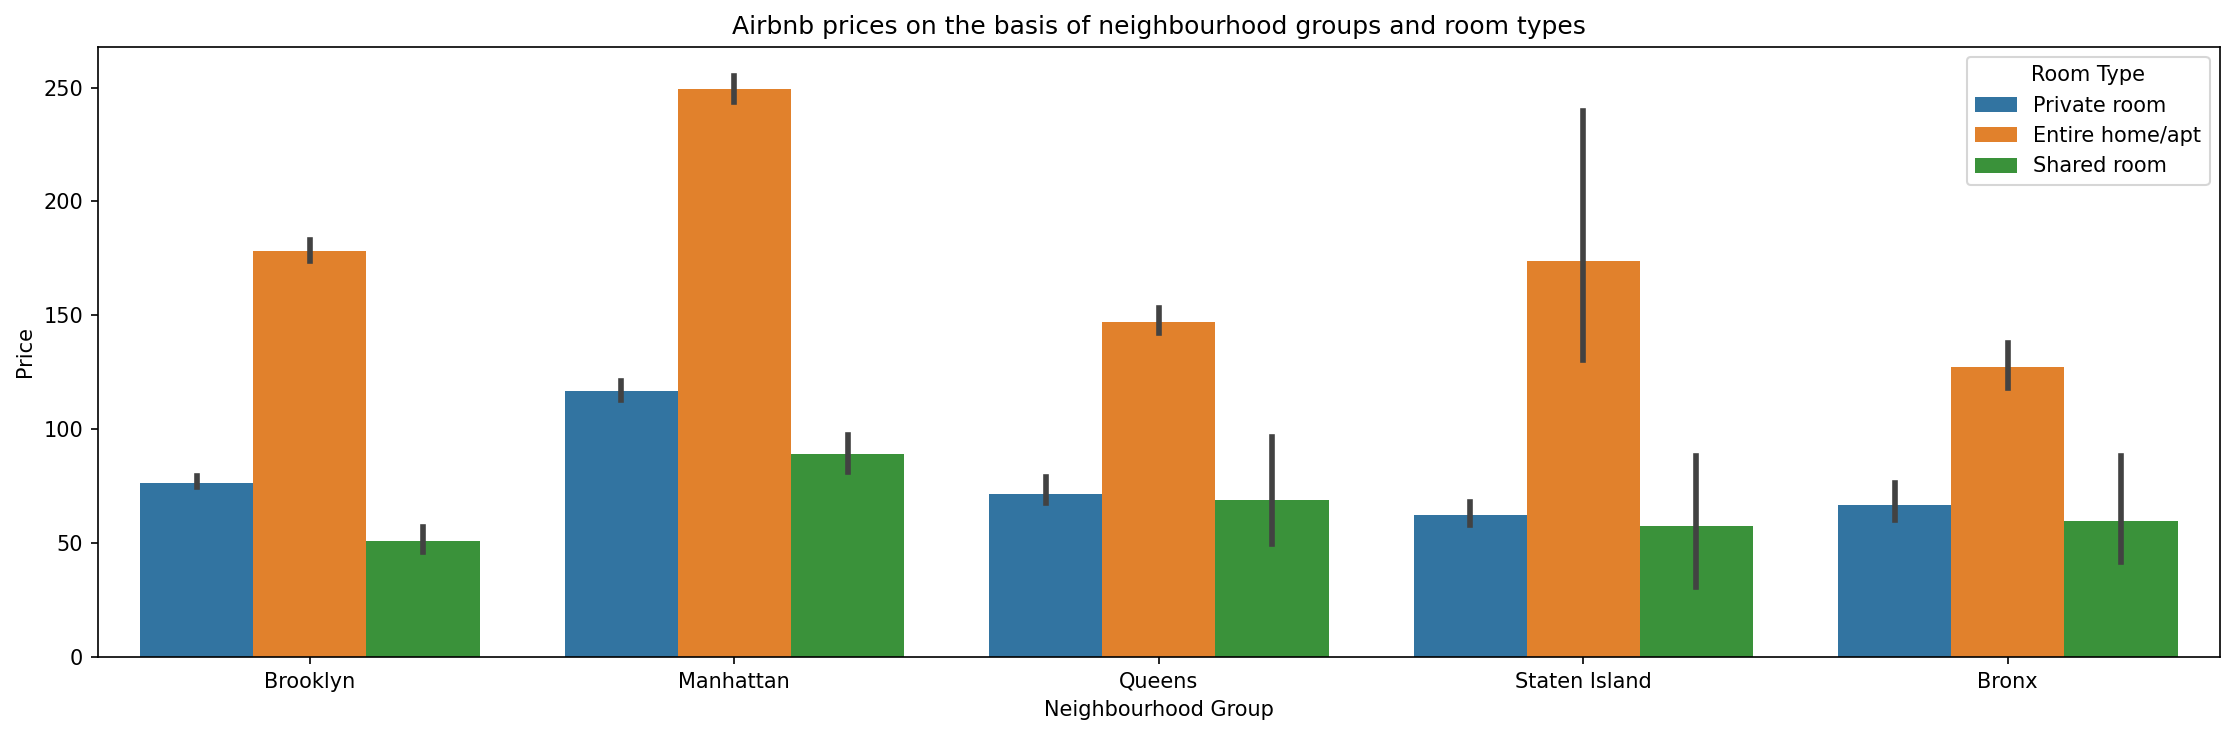 Airbnb prices on the basis of neighbourhood groups and room types
Room Type
Private room
Entire home/apt
Shared room
Price
250
200
150
100
50
0
Brooklyn
Manhattan
Queens
Staten Island
Bronx
Neighbourhood Group